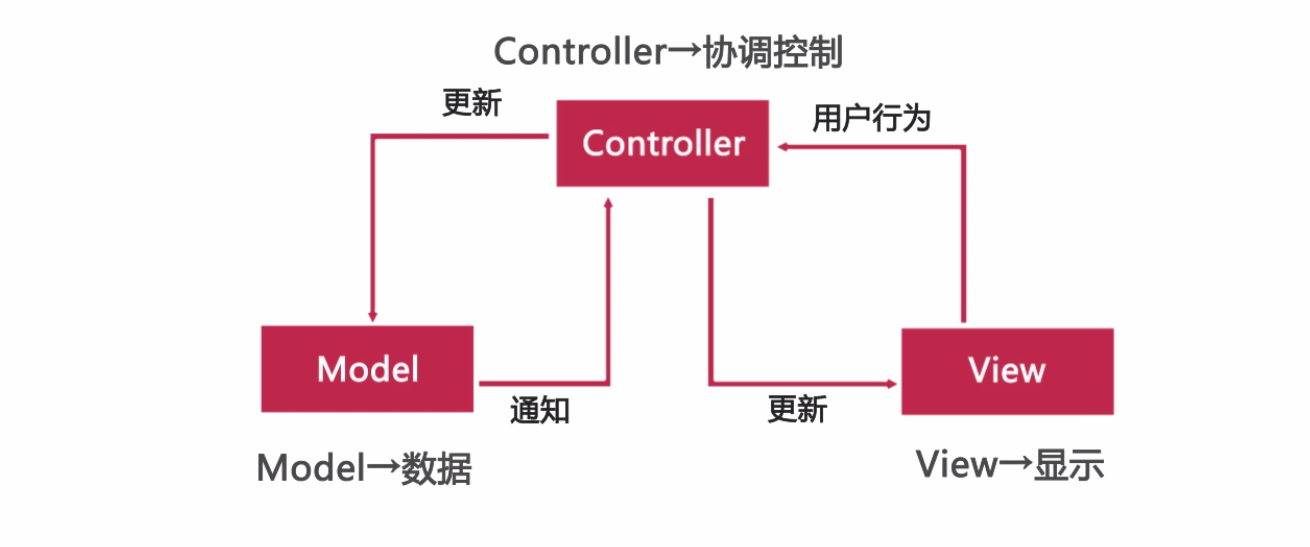 Controller→协调控制
更新
用户行为
Controller
Model
View
通知
更新
Model→数据
View→显示